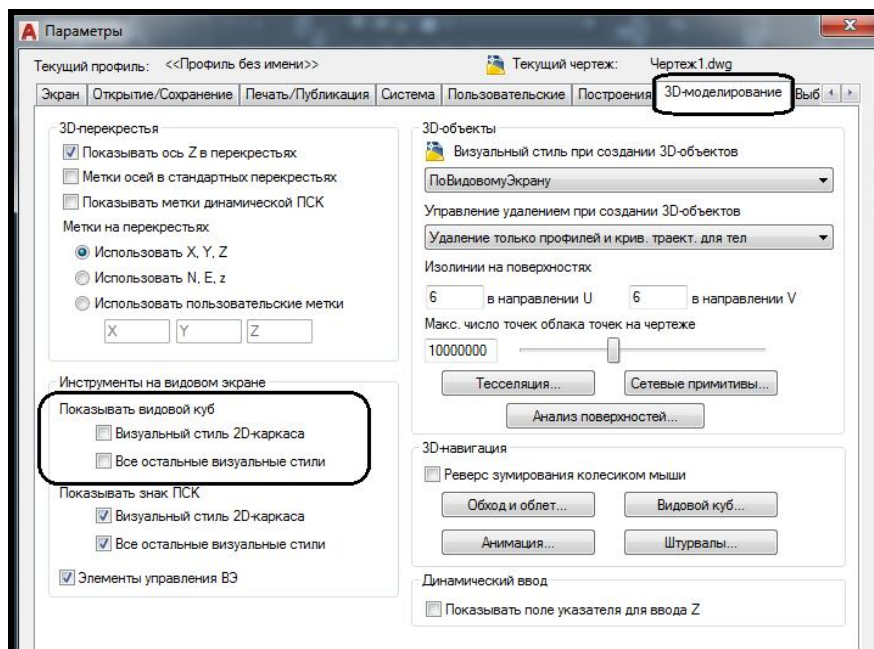 Параметры
Текущий профиль: <<Профиль без имени>> Текущий чертеж: Чертеж1.dwg
Экран Открытие/Сохранение Печать/Публикация Система Пользовательские Построения 3D-моделирование Выб
3D-перекрестья
Показывать ось Z в перекрестьях
Метки осей в стандартных перекрестьях
Показывать метки динамической ПСК
Метки на перекрестьях
Использовать X, Y, Z
Использовать N, E, z
Использовать пользовательские метки
X Y Z
Инструменты на видовом экране
Показывать видовой куб
Визуальный стиль 2D-каркаса
Все остальные визуальные стили
Показывать знак ПСК
Визуальный стиль 2D-каркаса
Все остальные визуальные стили
Элементы управления ВЭ
3D-объекты
Визуальный стиль при создании 3D-объектов
ПоВидовомуЭкрану
Управление удалением при создании 3D-объектов
Удаление только профилей и крив. траект. для тел
Изолинии на поверхностях
6 в направлении U 6 в направлении V
Макс. число точек облака точек на чертеже
10000000
Тесселяция... Сетевые примитивы...
Анализ поверхностей...
3D-навигация
Реверс зумирования колесиком мыши
Обход и облет... Видовой куб...
Анимация... Штурвалы...
Динамический ввод
Показывать поле указателя для ввода Z